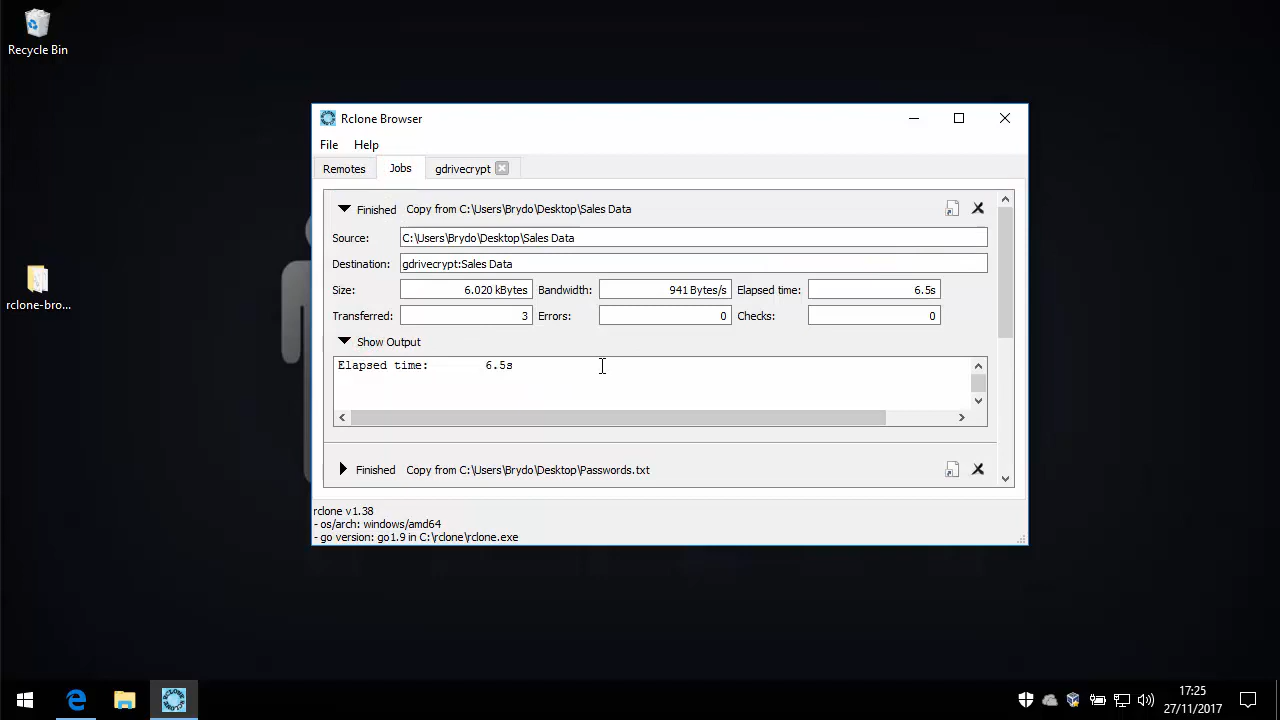 Recycle Bin
rclone-bro...
Rclone Browser
File Help
Remotes Jobs gdrivecrypt
Finished Copy from C:\Users\Brydo\Desktop\Sales Data
Source: C:\Users\Brydo\Desktop\Sales Data
Destination: gdrivecrypt:Sales Data
Size: 6.020 kBytes Bandwidth: 941 Bytes/s Elapsed time: 6.5s
Transferred: 3 Errors: 0 Checks: 0
Show Output
Elapsed time: 6.5s
Finished Copy from C:\Users\Brydo\Desktop\Passwords.txt
rclone v1.38
- os/arch: windows/amd64
- go version: go1.9 in C:\rclone\rclone.exe
RCLONE
17:25
27/11/2017